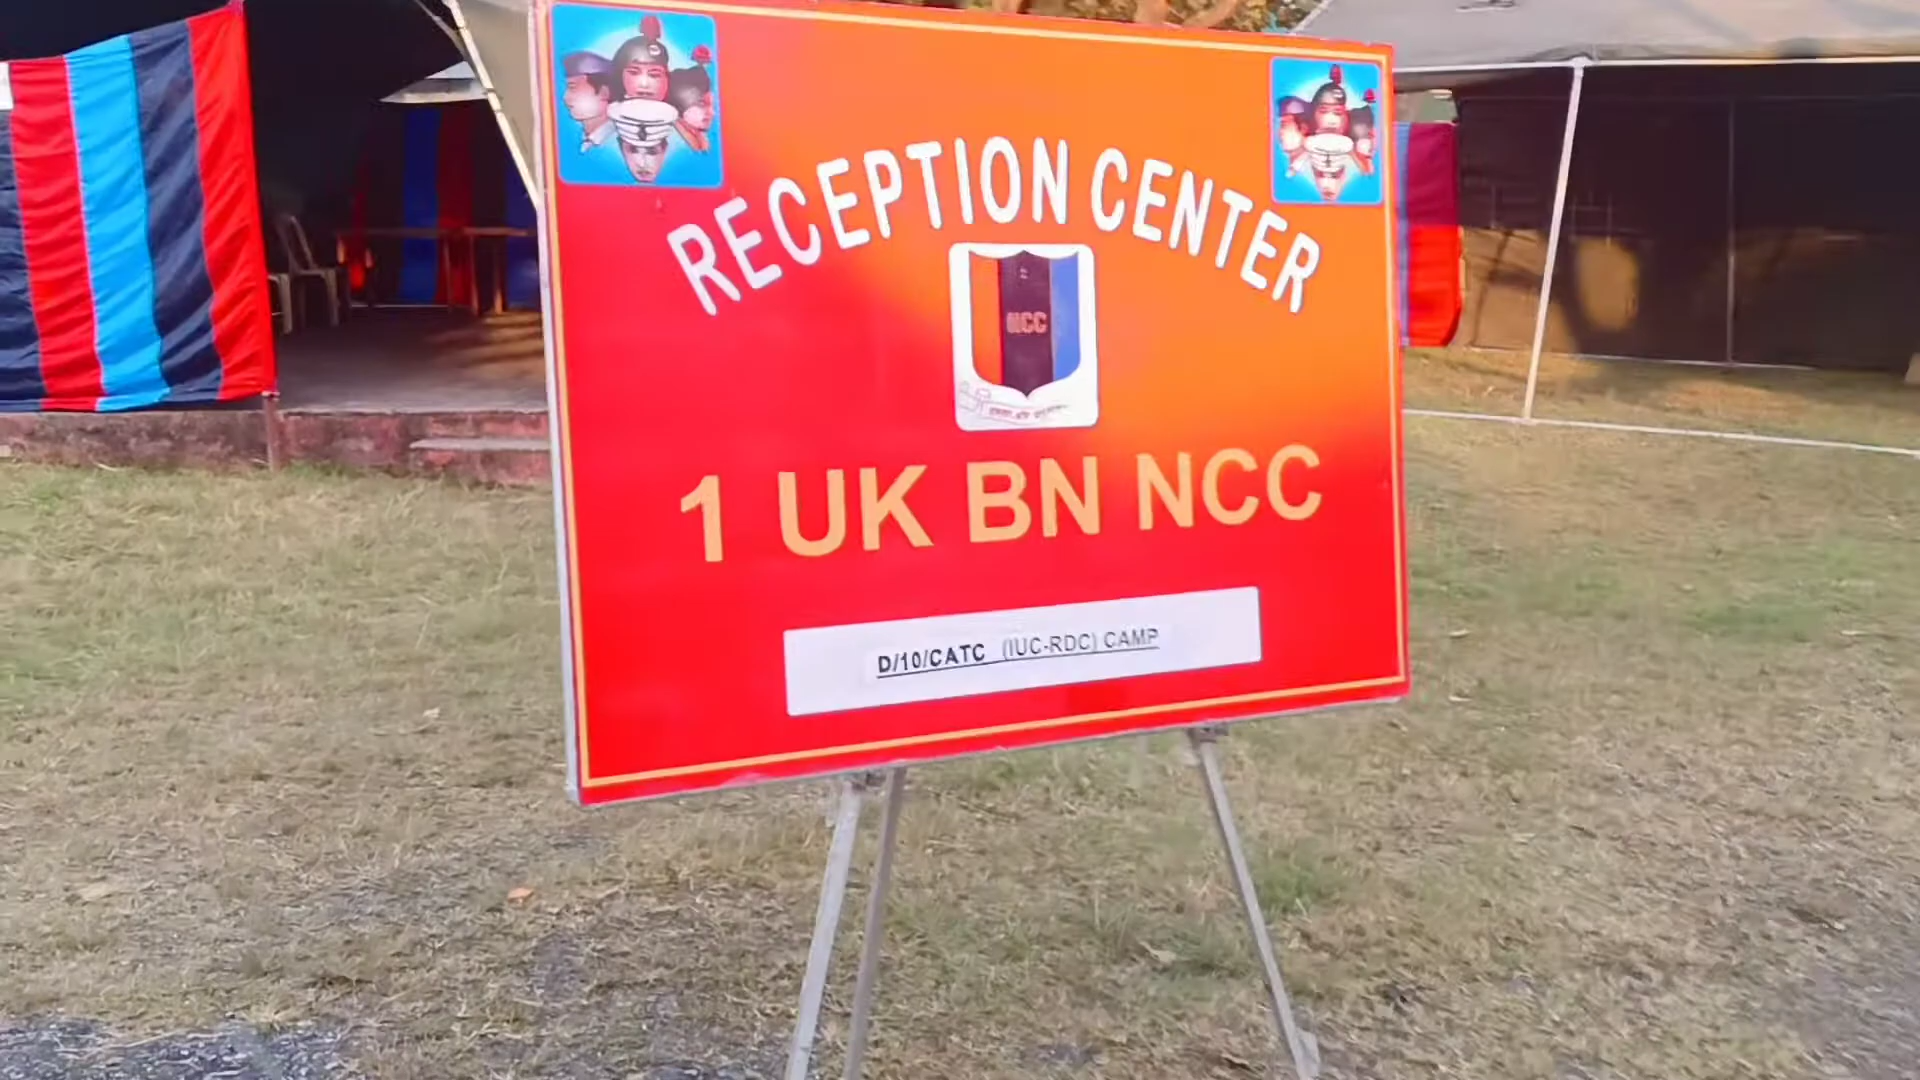 RECEPTION CENTER
NCC
1 UK BN NCC
D/10/CATC (IUC-RDC) CAMP